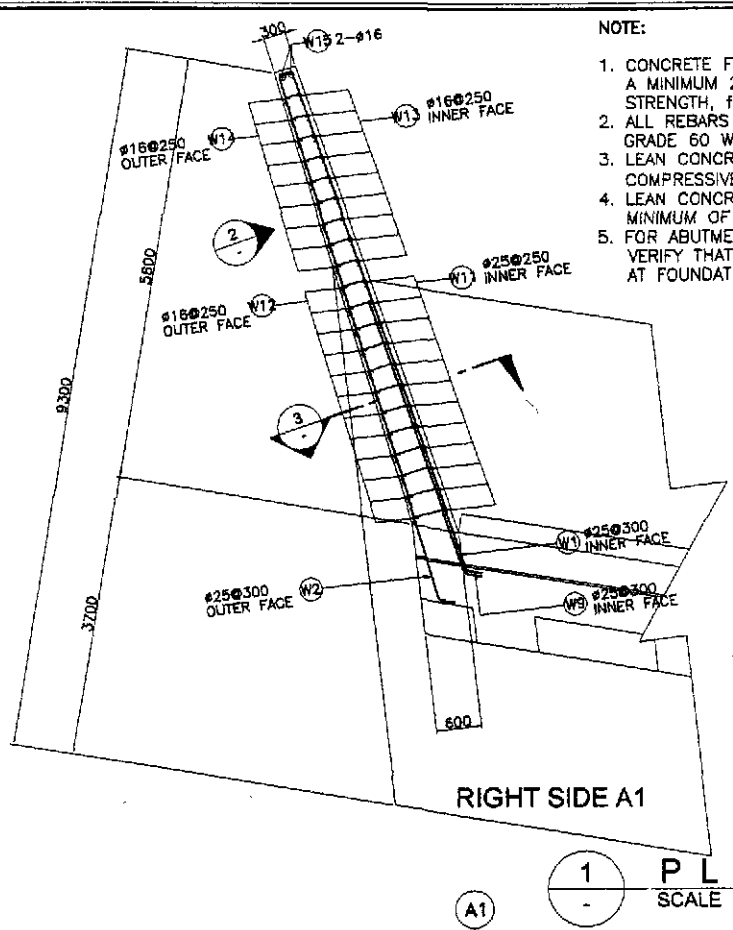 300
W15 2-ø16
NOTE:
1. CONCRETE F
A MINIMUM 2
STRENGTH, f
2. ALL REBARS
GRADE 60 W
3. LEAN CONCR
COMPRESSIVE
4. LEAN CONCR
MINIMUM OF
5. FOR ABUTME
VERIFY THAT
AT FOUNDAT
W13 ø16@250
INNER FACE
ø16@250 W14
OUTER FACE
2
-
5600
W11 ø25@250
INNER FACE
ø16@250 W12
OUTER FACE
9300
3
-
W1 ø25@300
INNER FACE
ø25@300 W2
OUTER FACE
W9 ø25@300
INNER FACE
3700
600
RIGHT SIDE A1
A1
1
-
P L
SCALE